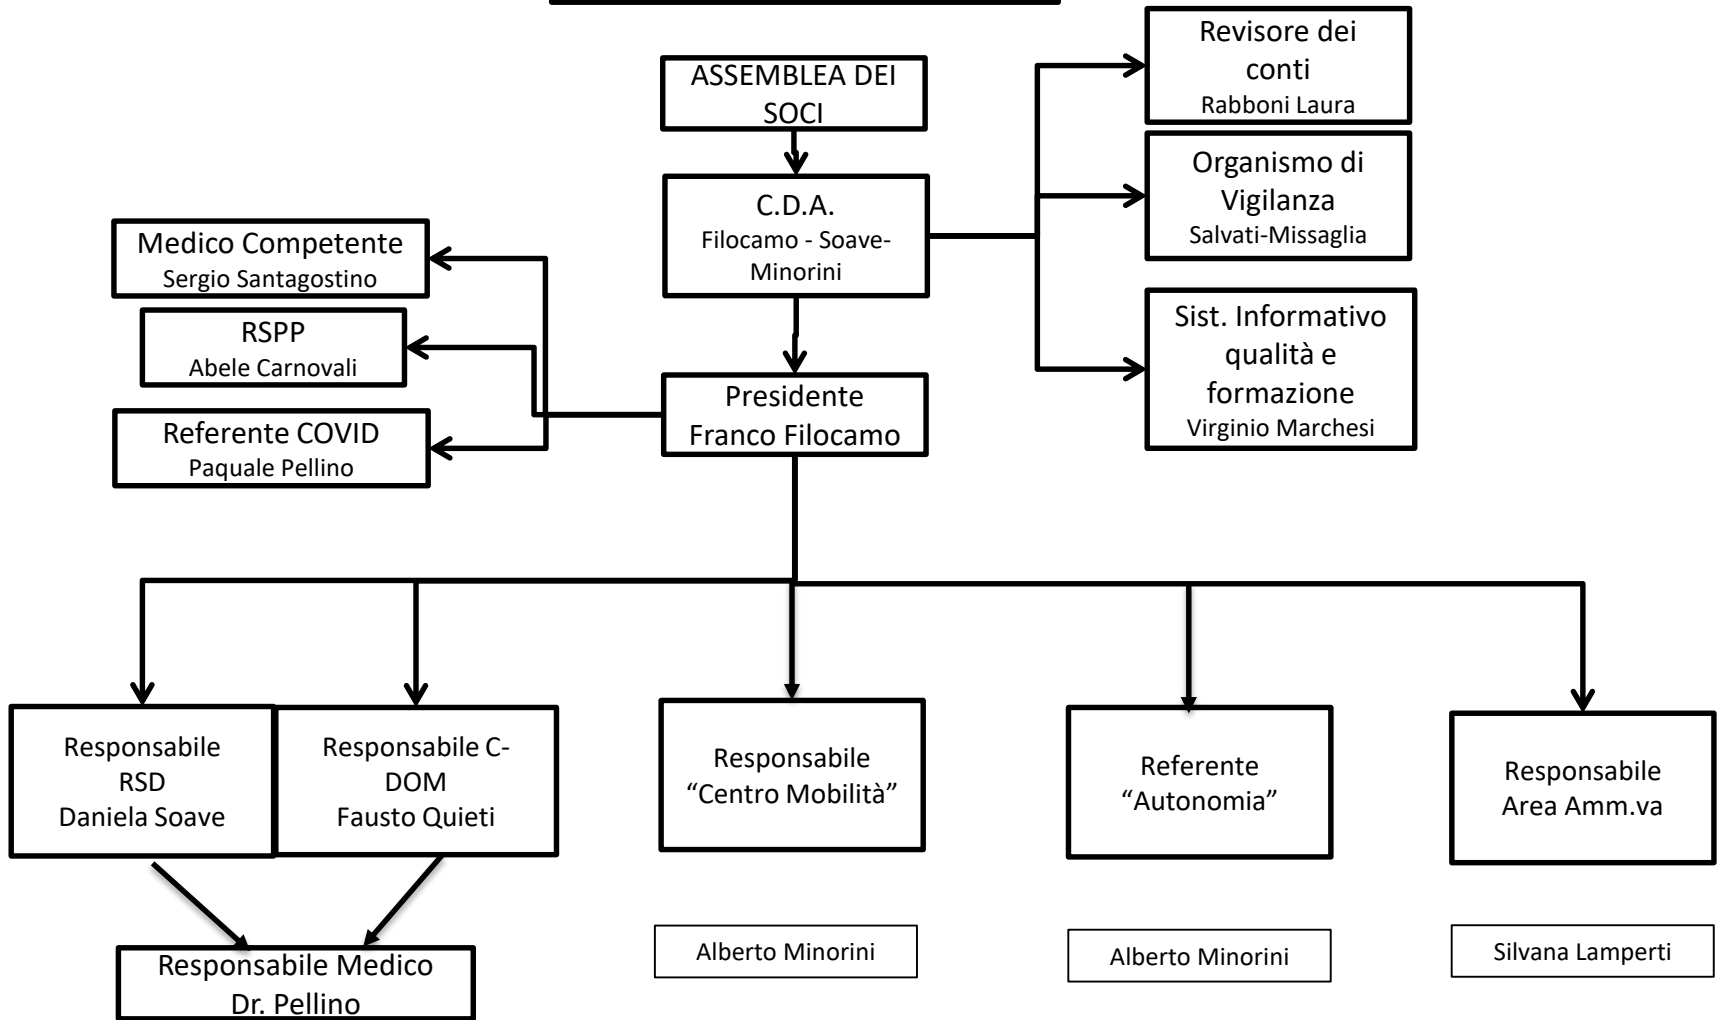 ASSEMBLEA DEI
SOCI
Revisore dei
conti
Rabboni Laura
Organismo di
Vigilanza
Salvati-Missaglia
C.D.A.
Filocamo - Soave-
Minorini
Medico Competente
Sergio Santagostino
RSPP
Abele Carnovali
Referente COVID
Paquale Pellino
Sist. Informativo
qualità e
formazione
Virginio Marchesi
Presidente
Franco Filocamo
Responsabile
RSD
Daniela Soave
Responsabile C-
DOM
Fausto Quieti
Responsabile
“Centro Mobilità”
Referente
“Autonomia”
Responsabile
Area Amm.va
Responsabile Medico
Dr. Pellino
Alberto Minorini
Alberto Minorini
Silvana Lamperti